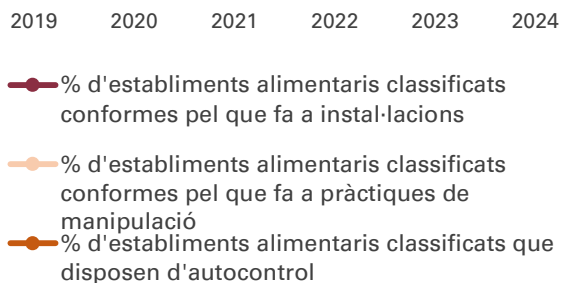 2019 2020 2021 2022 2023 2024
% d'establiments alimentaris classificats
conformes pel que fa a instal·lacions
% d'establiments alimentaris classificats
conformes pel que fa a pràctiques de
manipulació
% d'establiments alimentaris classificats que
disposen d'autocontrol